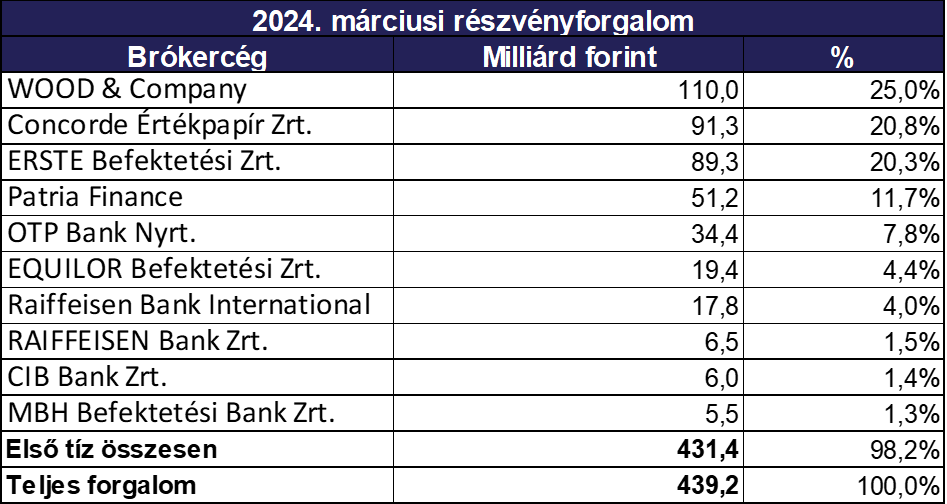 2024. márciusi részvényforgalom
Brókercég Milliárd forint %
WOOD & Company 110,0 25,0%
Concorde Értékpapír Zrt. 91,3 20,8%
ERSTE Befektetési Zrt. 89,3 20,3%
Patria Finance 51,2 11,7%
OTP Bank Nyrt. 34,4 7,8%
EQUILOR Befektetési Zrt. 19,4 4,4%
Raiffeisen Bank International 17,8 4,0%
RAIFFEISEN Bank Zrt. 6,5 1,5%
CIB Bank Zrt. 6,0 1,4%
MBH Befektetési Bank Zrt. 5,5 1,3%
Első tíz összesen 431,4 98,2%
Teljes forgalom 439,2 100,0%